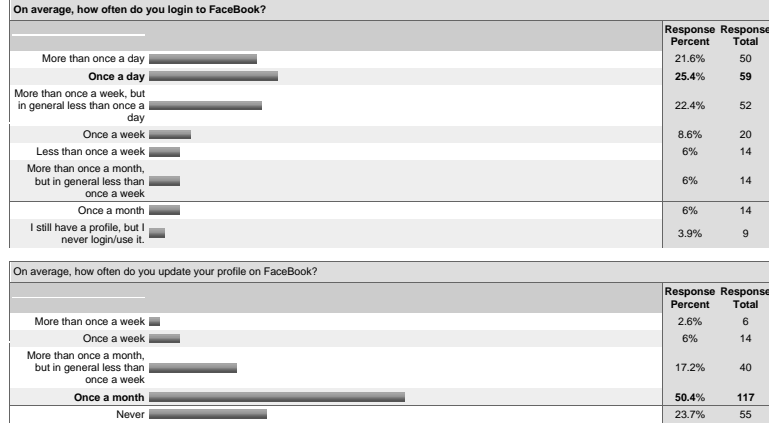 On average, how often do you login to FaceBook?
Response Response
Percent Total
More than once a day 21.6% 50
Once a day 25.4% 59
More than once a week, but
in general less than once a 22.4% 52
day
Once a week 8.6% 20
Less than once a week 6% 14
More than once a month,
but in general less than 6% 14
once a week
Once a month 6% 14
I still have a profile, but I
never login/use it. 3.9% 9
On average, how often do you update your profile on FaceBook?
Response Response
Percent Total
More than once a week 2.6% 6
Once a week 6% 14
More than once a month,
but in general less than 17.2% 40
once a week
Once a month 50.4% 117
Never 23.7% 55